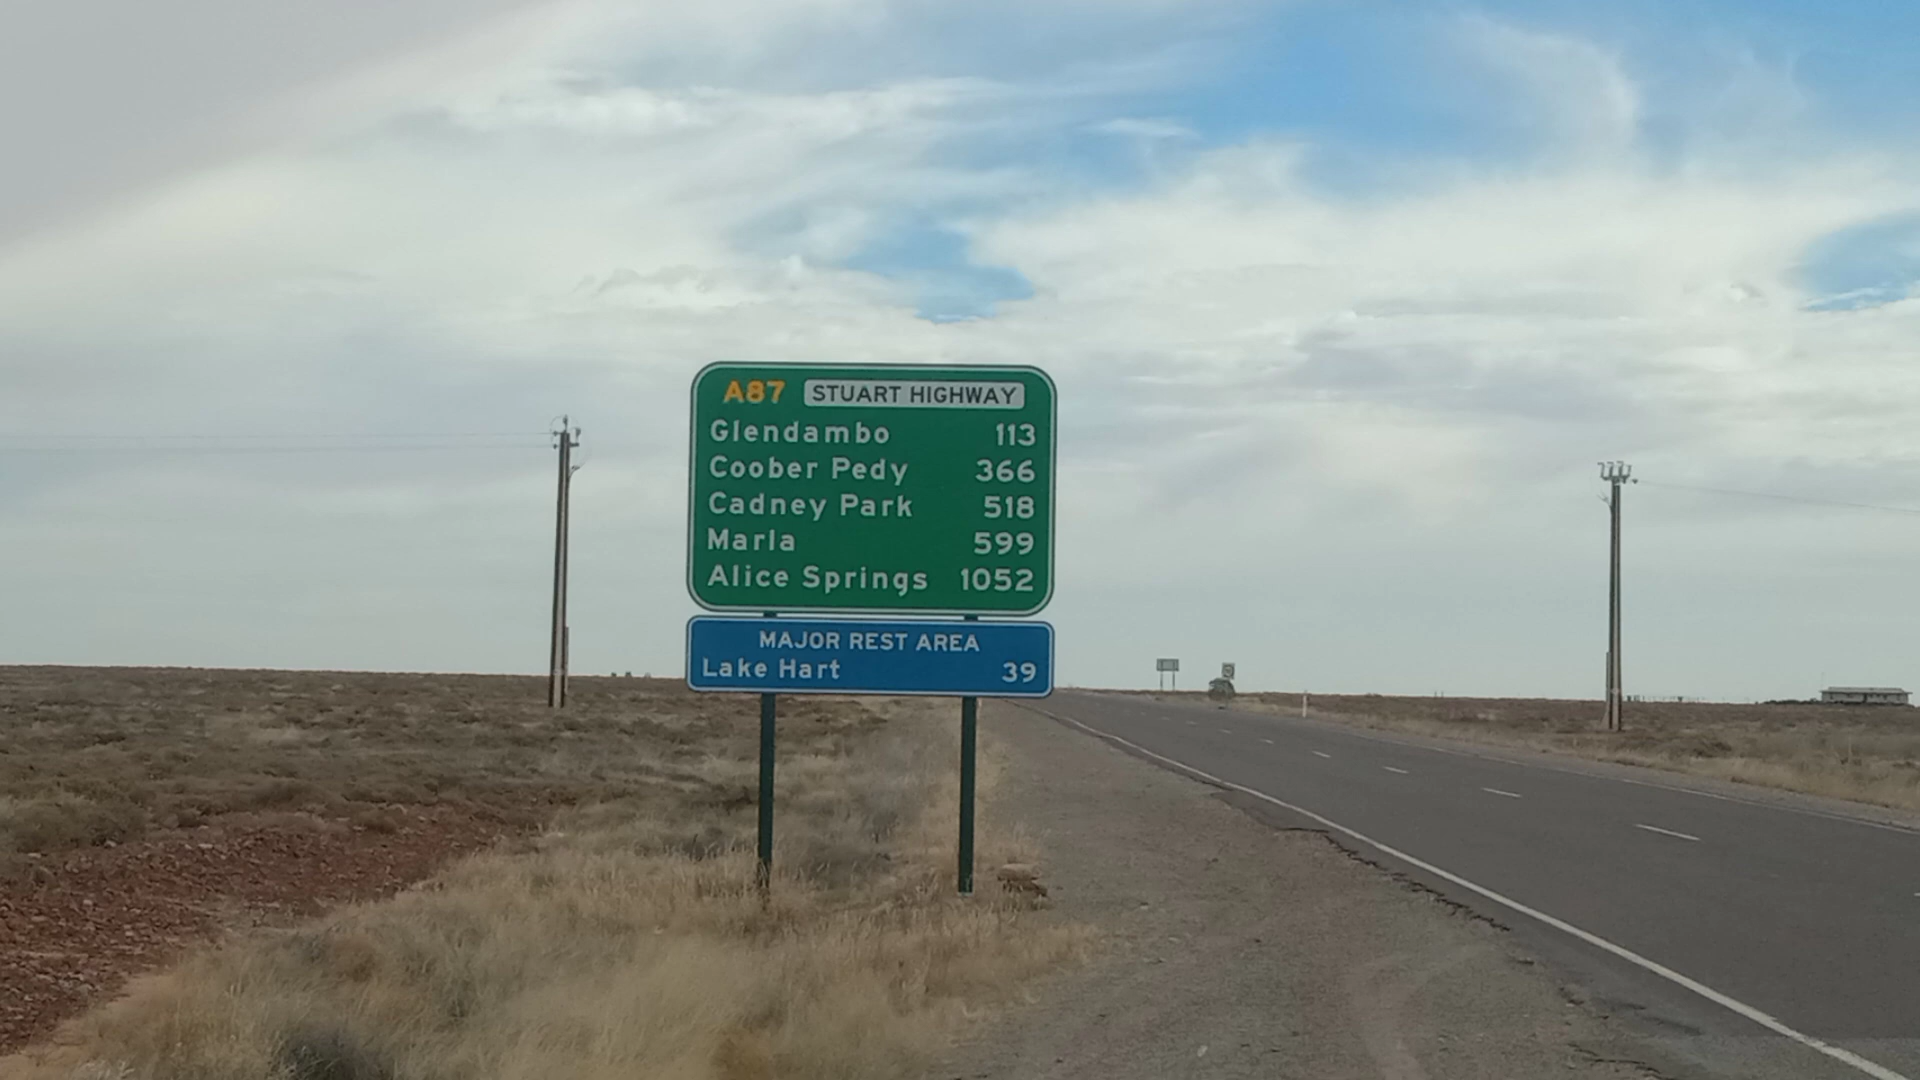 A87 STUART HIGHWAY
Glendambo 113
Coober Pedy 366
Cadney Park 518
Marla 599
Alice Springs 1052
MAJOR REST AREA
Lake Hart 39